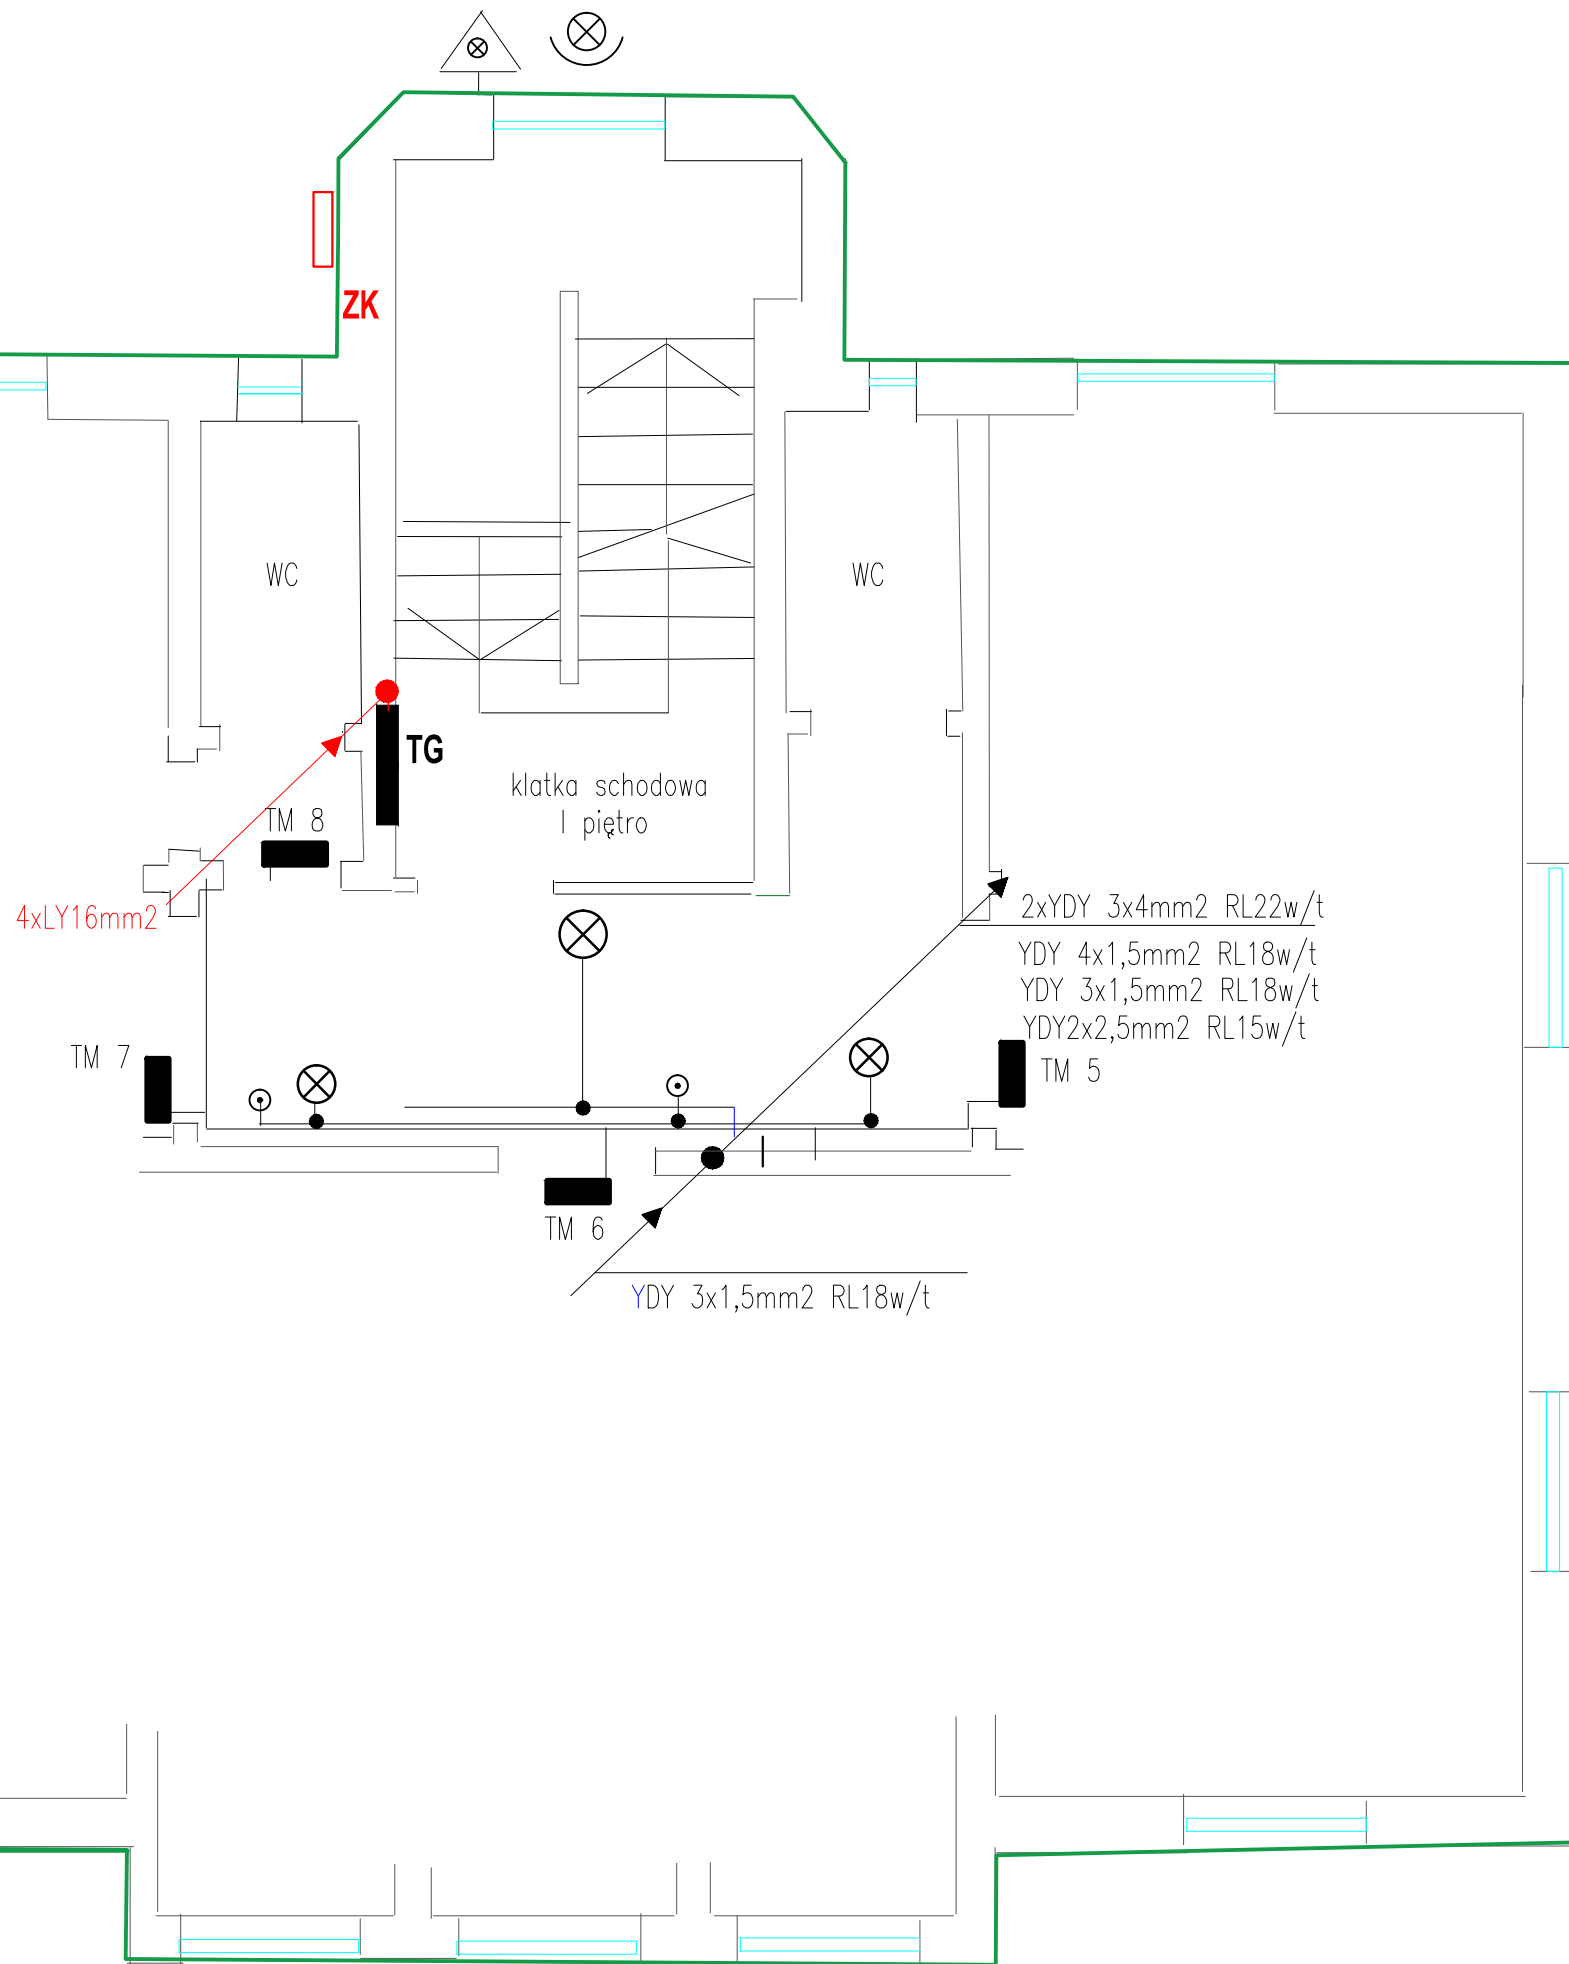 ZK
WC
WC
TG
klatka schodowa
I piętro
TM 8
4xLY16mm2
2xYDY 3x4mm2 RL22w/t
YDY 4x1,5mm2 RL18w/t
YDY 3x1,5mm2 RL18w/t
YDY2x2,5mm2 RL15w/t
TM 7
TM 5
TM 6
YDY 3x1,5mm2 RL18w/t